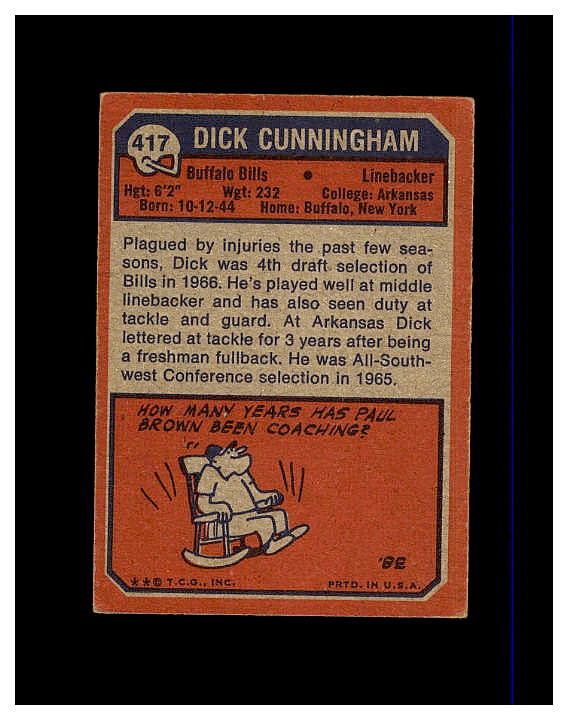 417
DICK CUNNINGHAM
Buffalo Bills • Linebacker
Hgt: 6'2" Wgt: 232 College: Arkansas
Born: 10-12-44 Home: Buffalo, New York
Plagued by injuries the past few sea-
sons, Dick was 4th draft selection of
Bills in 1966. He's played well at middle
linebacker and has also seen duty at
tackle and guard. At Arkansas Dick
lettered at tackle for 3 years after being
a freshman fullback. He was All-South-
west Conference selection in 1965.
HOW MANY YEARS HAS PAUL
BROWN BEEN COACHING?
**© T.C.G., INC. PRTD. IN U.S.A.